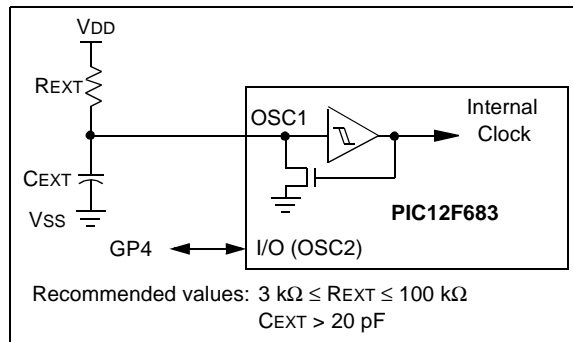 VDD
REXT
OSC1
Internal
Clock
CEXT
VSS
PIC12F683
GP4
I/O (OSC2)
Recommended values: 3 kΩ ≤ REXT ≤ 100 kΩ
CEXT > 20 pF